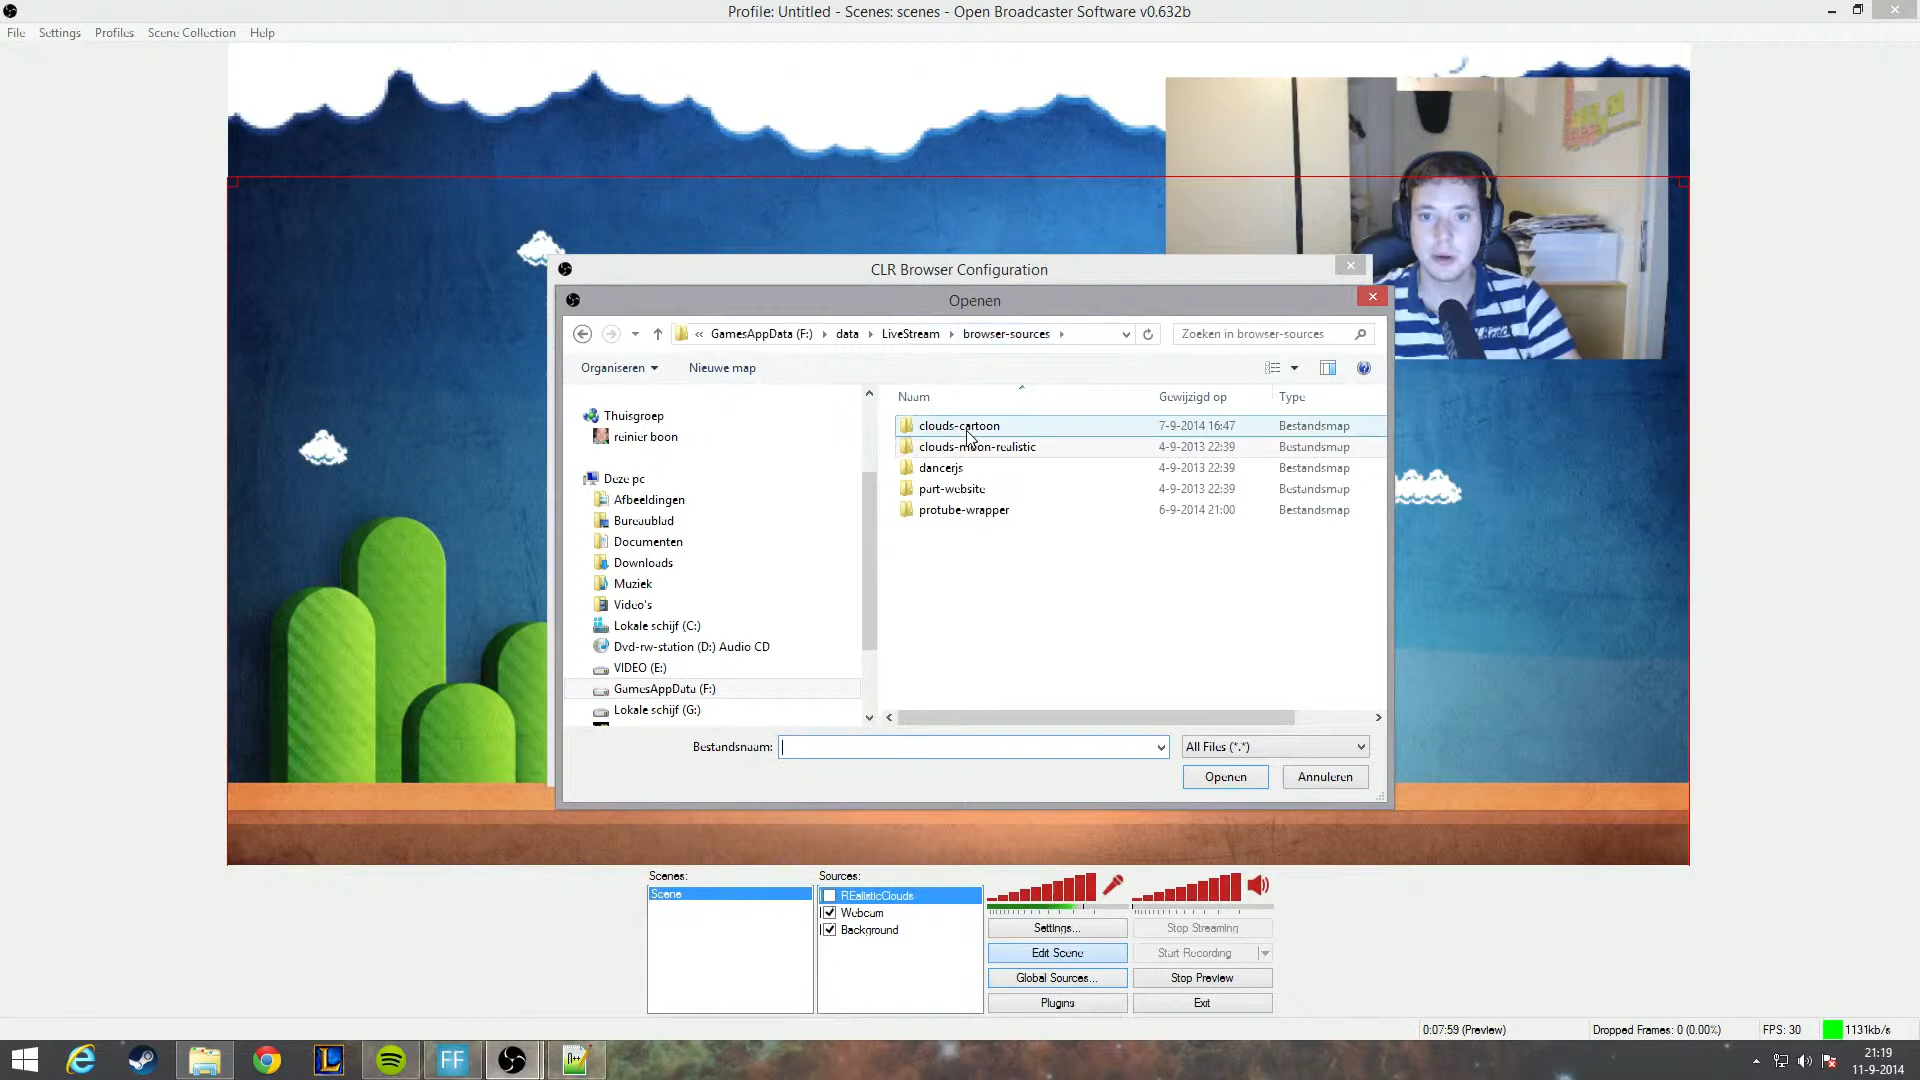 Profile: Untitled - Scenes: scenes - Open Broadcaster Software v0.632b
File Settings Profiles Scene Collection Help
CLR Browser Configuration
Openen
« GamesAppData (F:) data LiveStream browser-sources
Zoeken in browser-sources
Organiseren Nieuwe map
Naam Gewijzigd op Type
Thuisgroep
reinier boon
Deze pc
Afbeeldingen
Bureaublad
Documenten
Downloads
Muziek
Video's
Lokale schijf (C:)
Dvd-rw-station (D:) Audio CD
VIDEO (E:)
GamesAppData (F:)
Lokale schijf (G:)
clouds-cartoon 7-9-2014 16:47 Bestandsmap
clouds-moon-realistic 4-9-2013 22:39 Bestandsmap
dancerjs 4-9-2013 22:39 Bestandsmap
part-website 4-9-2013 22:39 Bestandsmap
protube-wrapper 6-9-2014 21:00 Bestandsmap
Bestandsnaam: All Files (*.*)
Openen Annuleren
Scenes: Sources:
Scene
REalisticClouds
Webcam
Background
Settings... Stop Streaming
Edit Scene Start Recording
Global Sources... Stop Preview
Plugins Exit
0:07:59 (Preview) Dropped Frames: 0 (0.00%) FPS: 30 1131kb/s
FF
21:19
11-9-2014